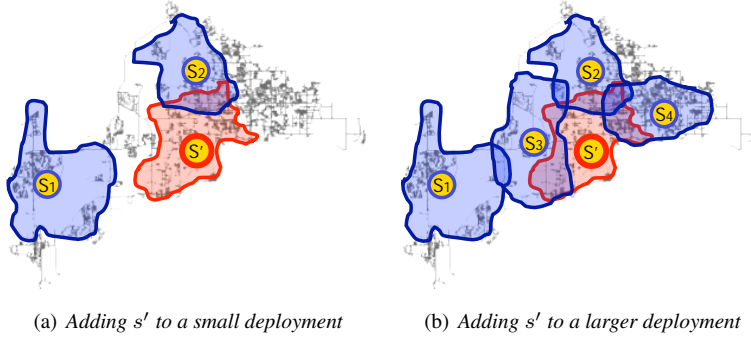 S2
S'
S1
S2
S4
S3
S'
S1
(a) Adding s′ to a small deployment
(b) Adding s′ to a larger deployment